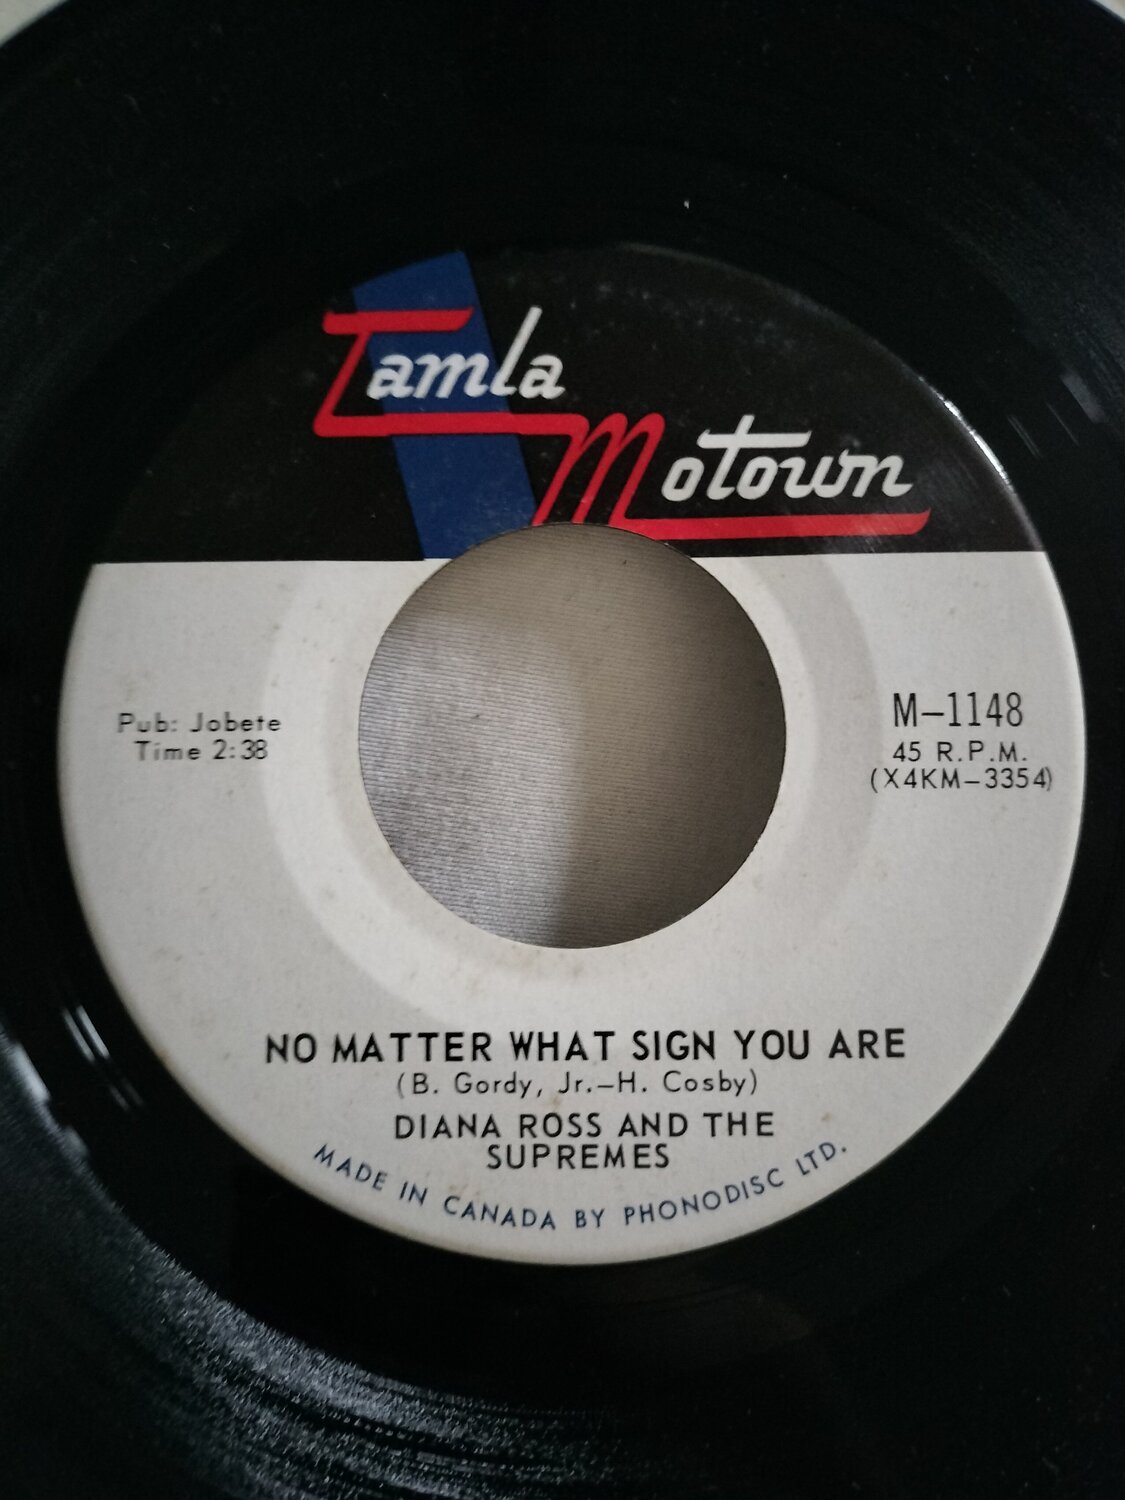 Tamla
Motown
Pub: Jobete
Time 2:38
M-1148
45 R.P.M.
(X4KM-3354)
NO MATTER WHAT SIGN YOU ARE
(B. Gordy, Jr.-H. Cosby)
DIANA ROSS AND THE
SUPREMES
MADE IN CANADA BY PHONODISC LTD.